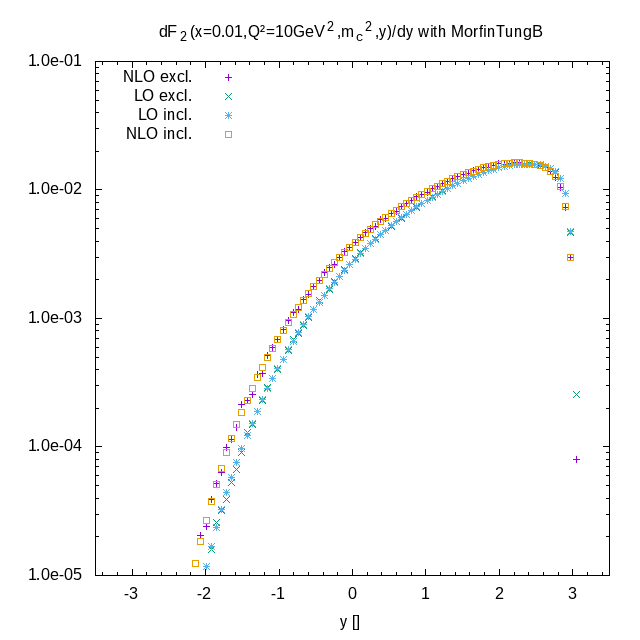 dF₂(x=0.01,Q²=10GeV²,m_c²,y)/dy with MorfinTungB
1.0e-01
NLO excl.
LO excl.
LO incl.
NLO incl.
1.0e-02
1.0e-03
1.0e-04
1.0e-05
-3 -2 -1 0 1 2 3
y []